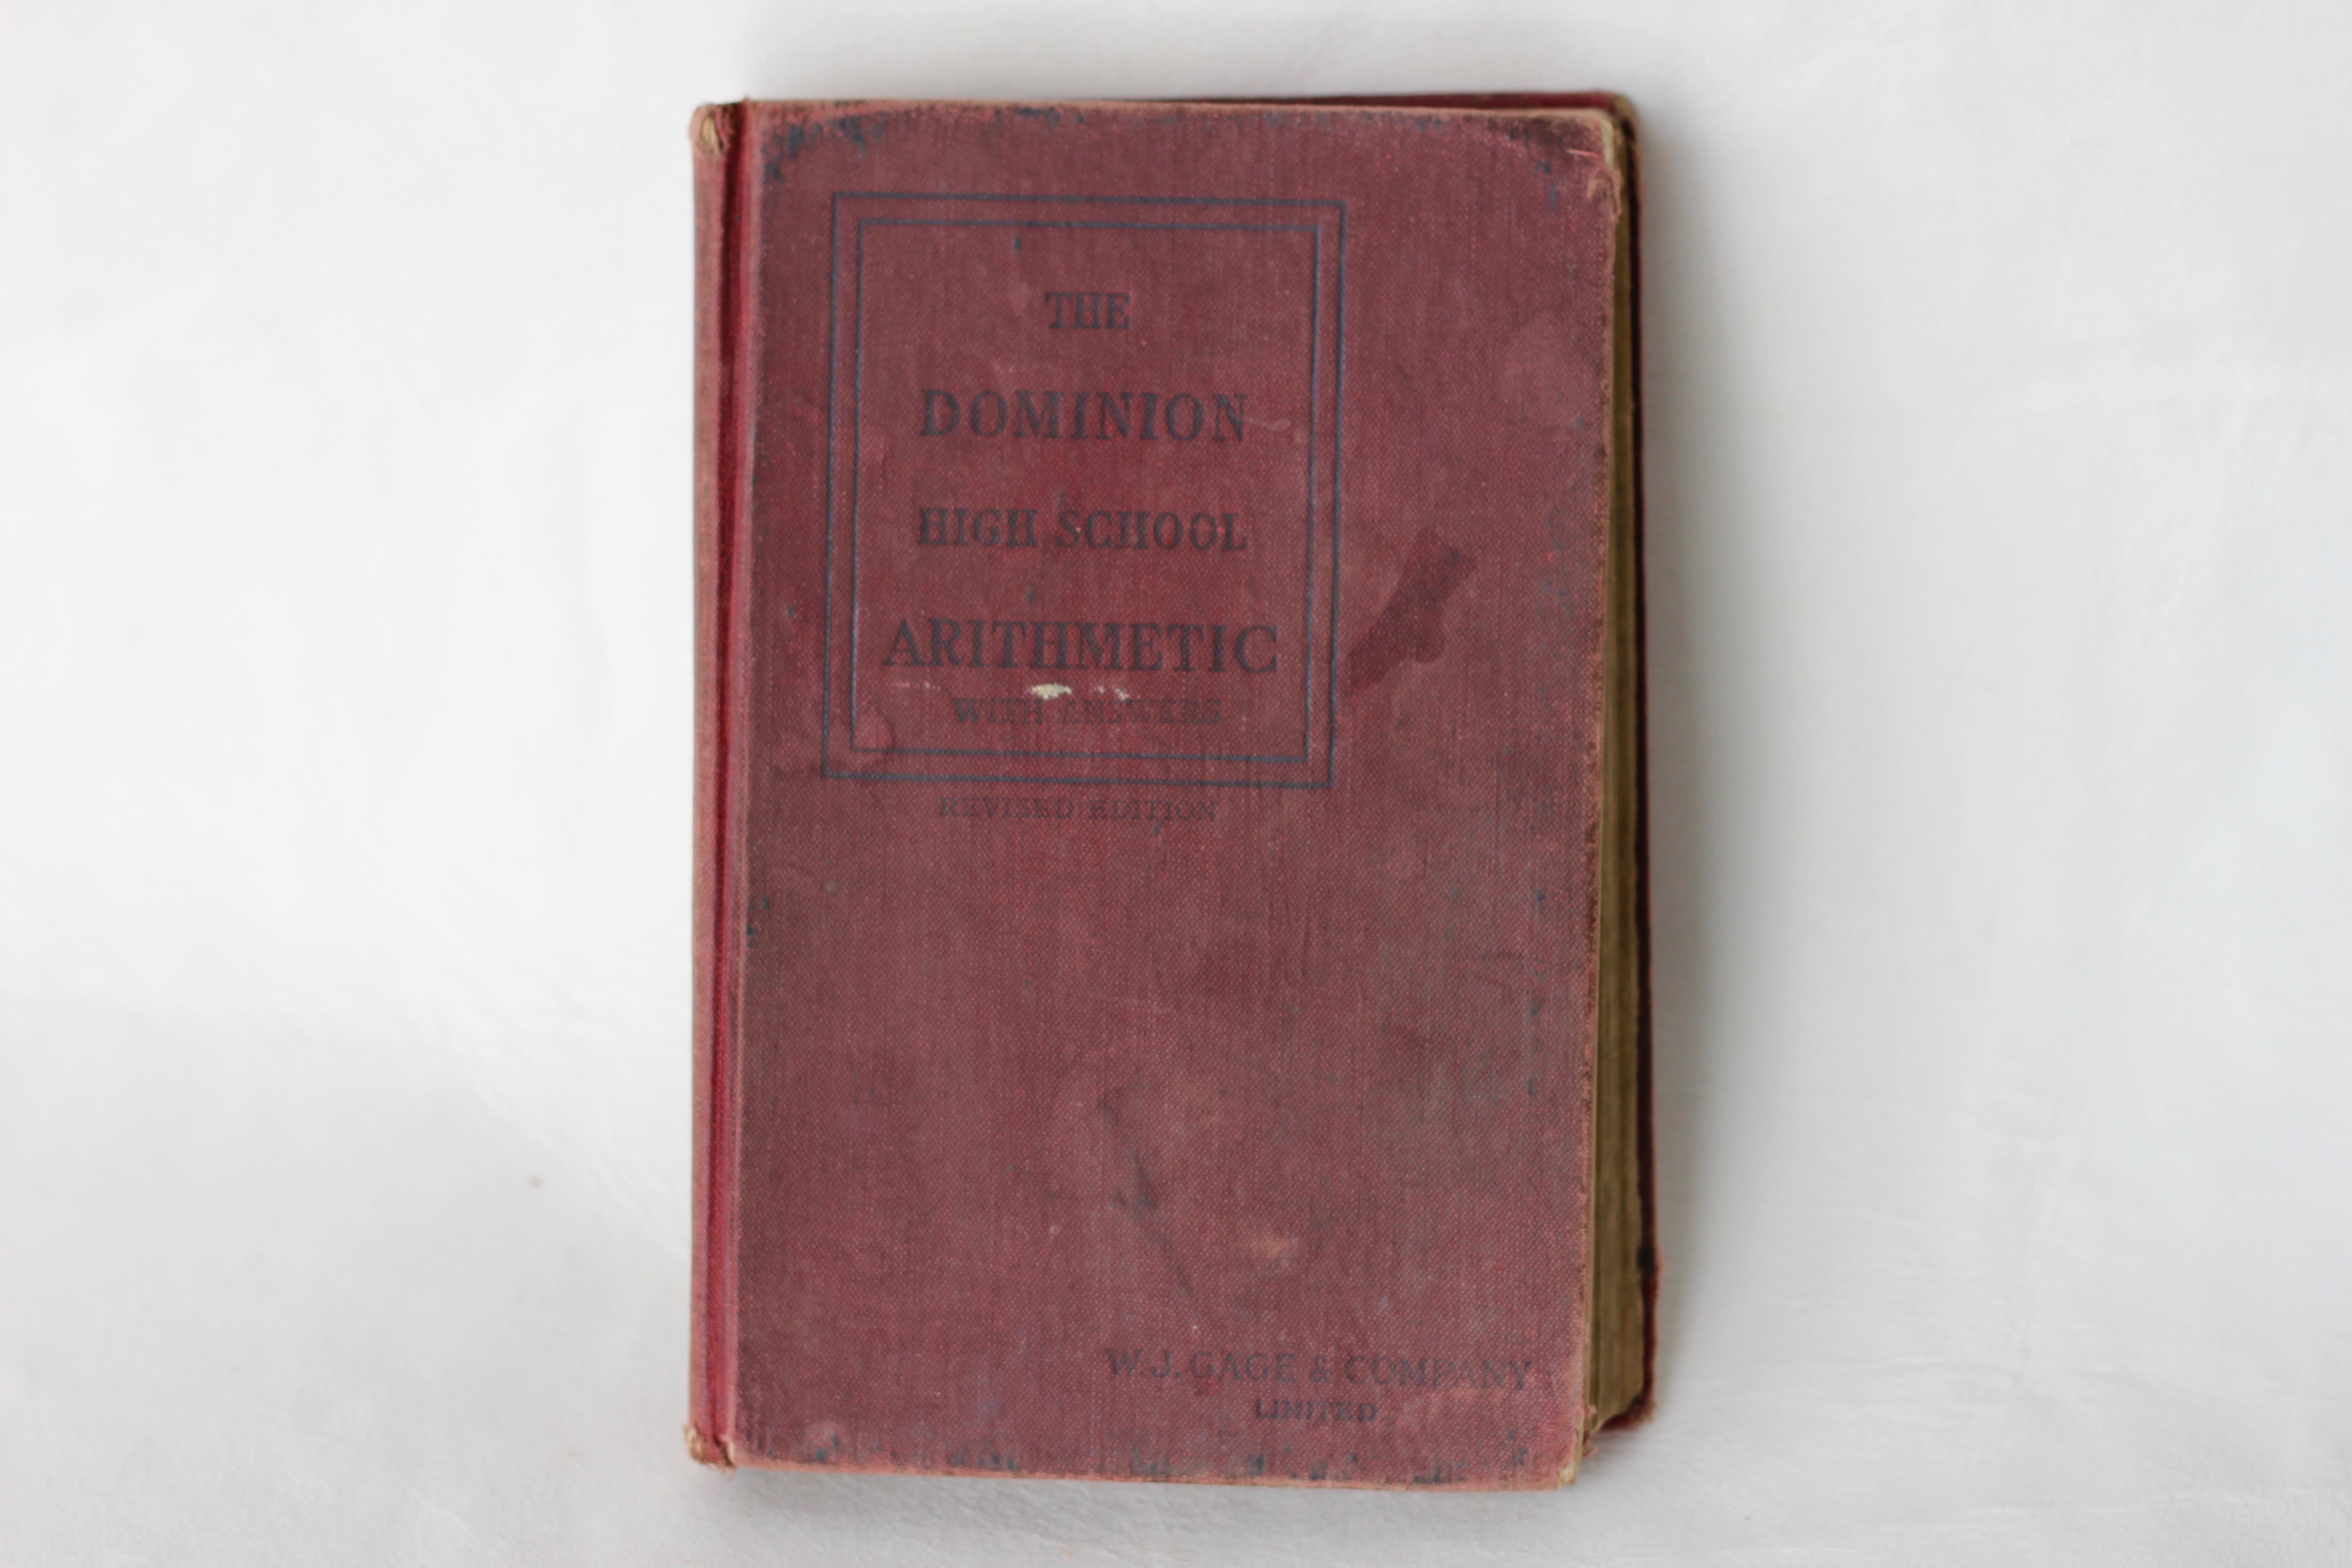 THE
DOMINION
HIGH SCHOOL
ARITHMETIC
WITH ANSWERS
REVISED EDITION
W. J. GAGE & COMPANY
LIMITED